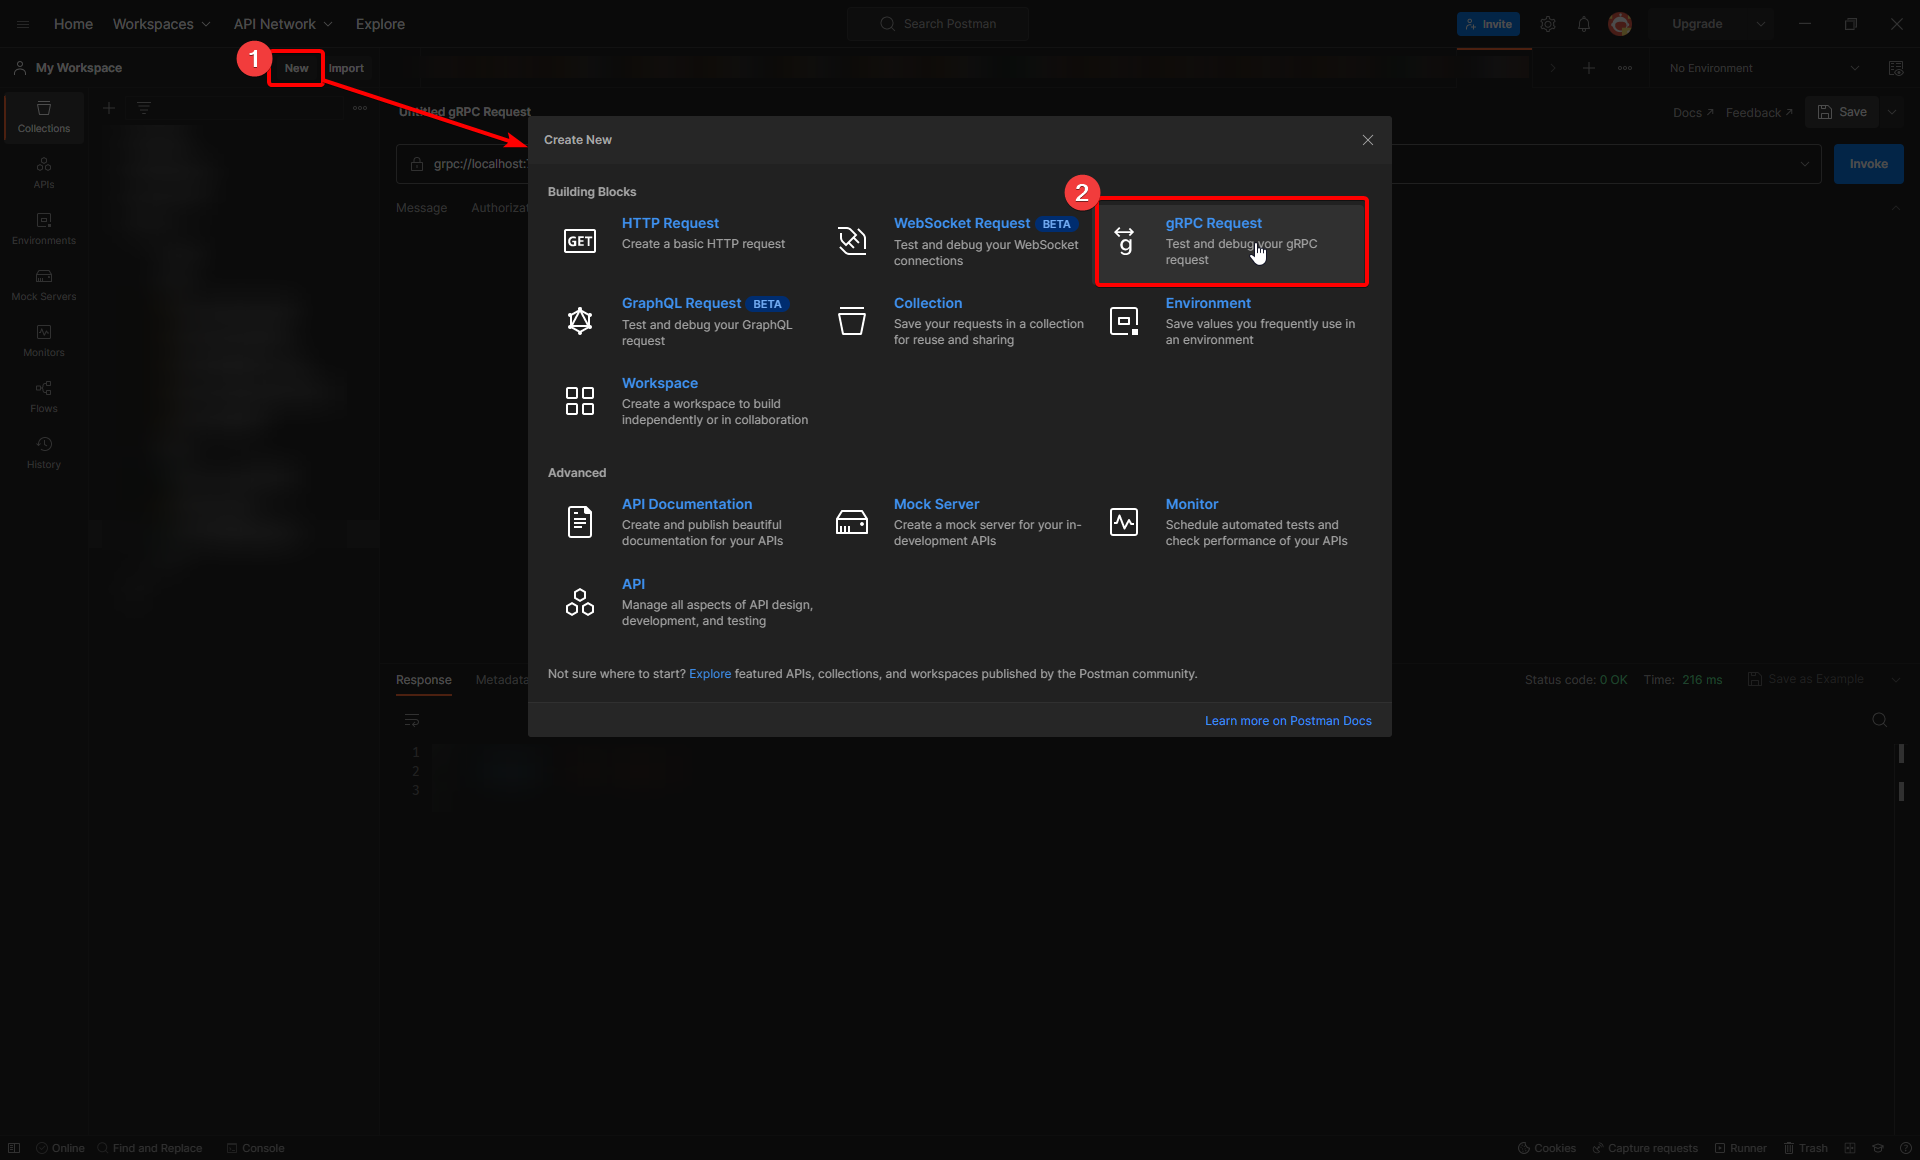 Home Workspaces API Network Explore Search Postman Invite Upgrade
1
My Workspace New Import No Environment
Collections
APIs
Environments
Mock Servers
Monitors
Flows
History
Untitled gRPC Request Docs Feedback Save
grpc://localhost: Invoke
Message
Create New
Building Blocks
2
HTTP Request
Create a basic HTTP request
GET
WebSocket Request BETA
Test and debug your WebSocket
connections
gRPC Request
Test and debug your gRPC
request
g
GraphQL Request BETA
Test and debug your GraphQL
request
Collection
Save your requests in a collection
for reuse and sharing
Environment
Save values you frequently use in
an environment
Workspace
Create a workspace to build
independently or in collaboration
Advanced
API Documentation
Create and publish beautiful
documentation for your APIs
Mock Server
Create a mock server for your in-
development APIs
Monitor
Schedule automated tests and
check performance of your APIs
API
Manage all aspects of API design,
development, and testing
Not sure where to start? Explore featured APIs, collections, and workspaces published by the Postman community.
Learn more on Postman Docs
Response Metadata Status code: 0 OK Time: 216 ms Save as Example
1
2
3
Online Find and Replace Console Cookies Capture requests Runner Trash